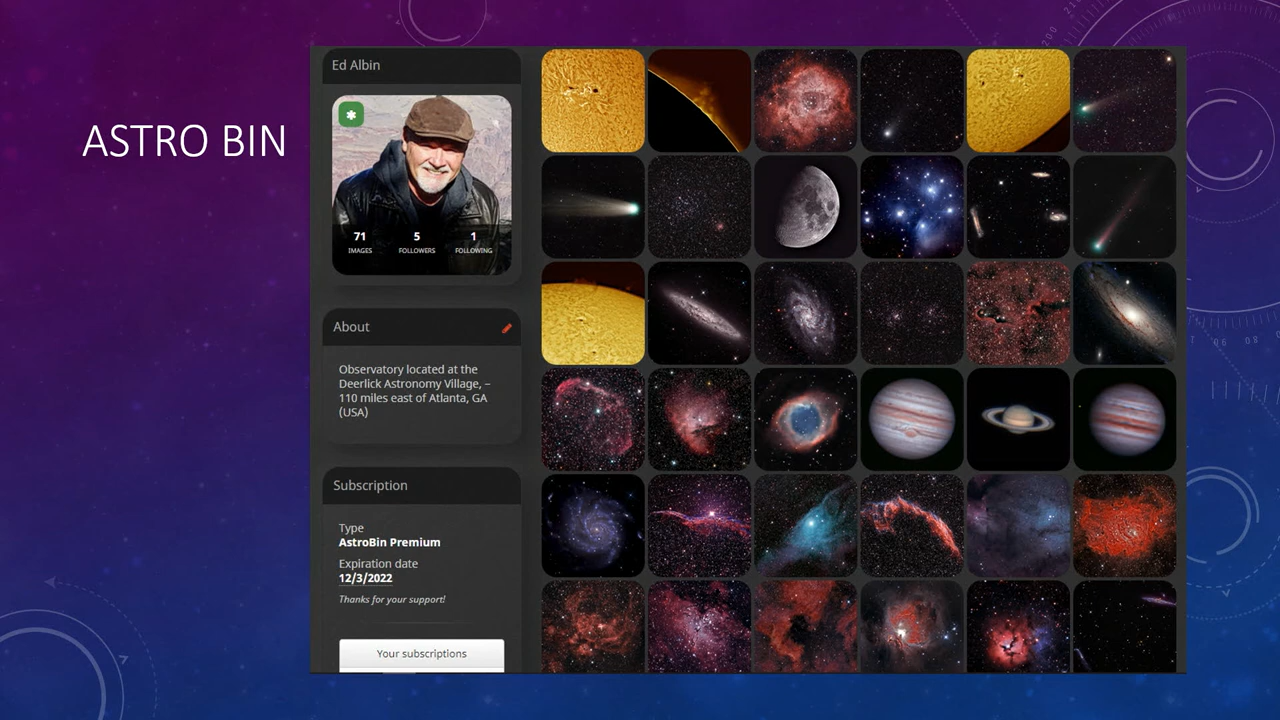 ASTRO BIN
Ed Albin
71
5
1
IMAGES
FOLLOWERS
FOLLOWING
About
Observatory located at the
Deerlick Astronomy Village, ~
110 miles east of Atlanta, GA
(USA)
Subscription
Type
AstroBin Premium
Expiration date
12/3/2022
Thanks for your support!
Your subscriptions